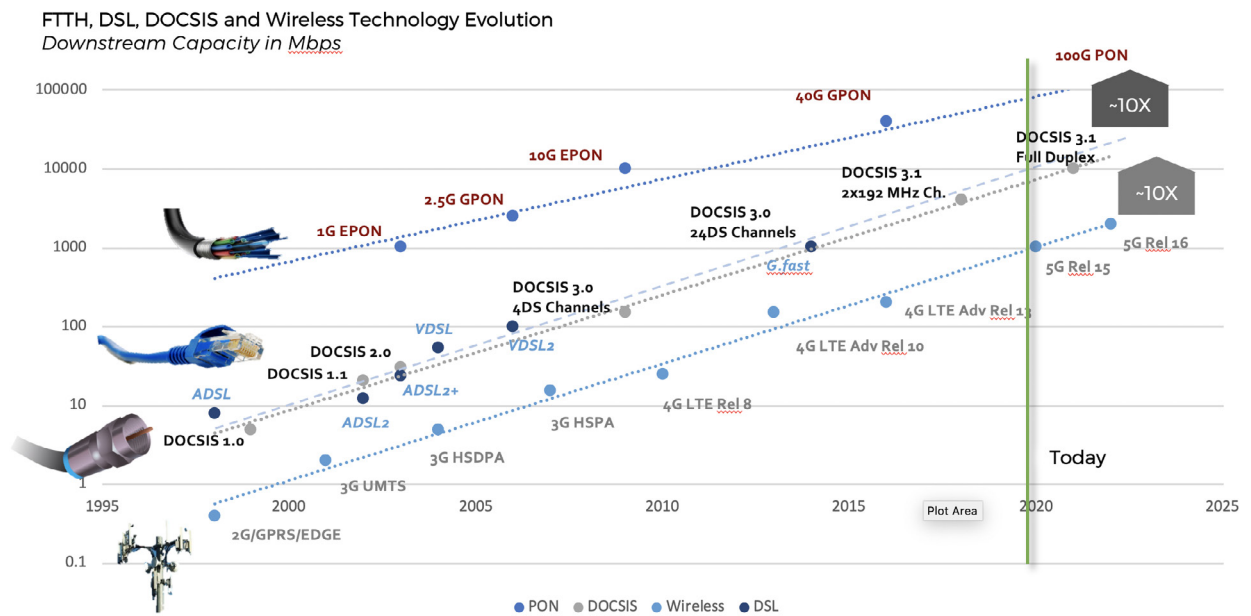 FTTH, DSL, DOCSIS and Wireless Technology Evolution
Downstream Capacity in Mbps
100G PON
100000
~10X
40G GPON
DOCSIS 3.1
Full Duplex
10G EPON
10000
DOCSIS 3.1
2x192 MHz Ch.
~10X
2.5G GPON
DOCSIS 3.0
24DS Channels
1G EPON
1000
5G Rel 16
G.fast
5G Rel 15
DOCSIS 3.0
4DS Channels
4G LTE Adv Rel 13
100
VDSL
VDSL2
4G LTE Adv Rel 10
DOCSIS 2.0
DOCSIS 1.1
ADSL
ADSL2+
4G LTE Rel 8
10
ADSL2
3G HSPA
DOCSIS 1.0
3G HSDPA
Today
1
3G UMTS
1995
2000
2005
2010
2015
2020
2025
Plot Area
2G/GPRS/EDGE
0.1
PON
DOCSIS
Wireless
DSL